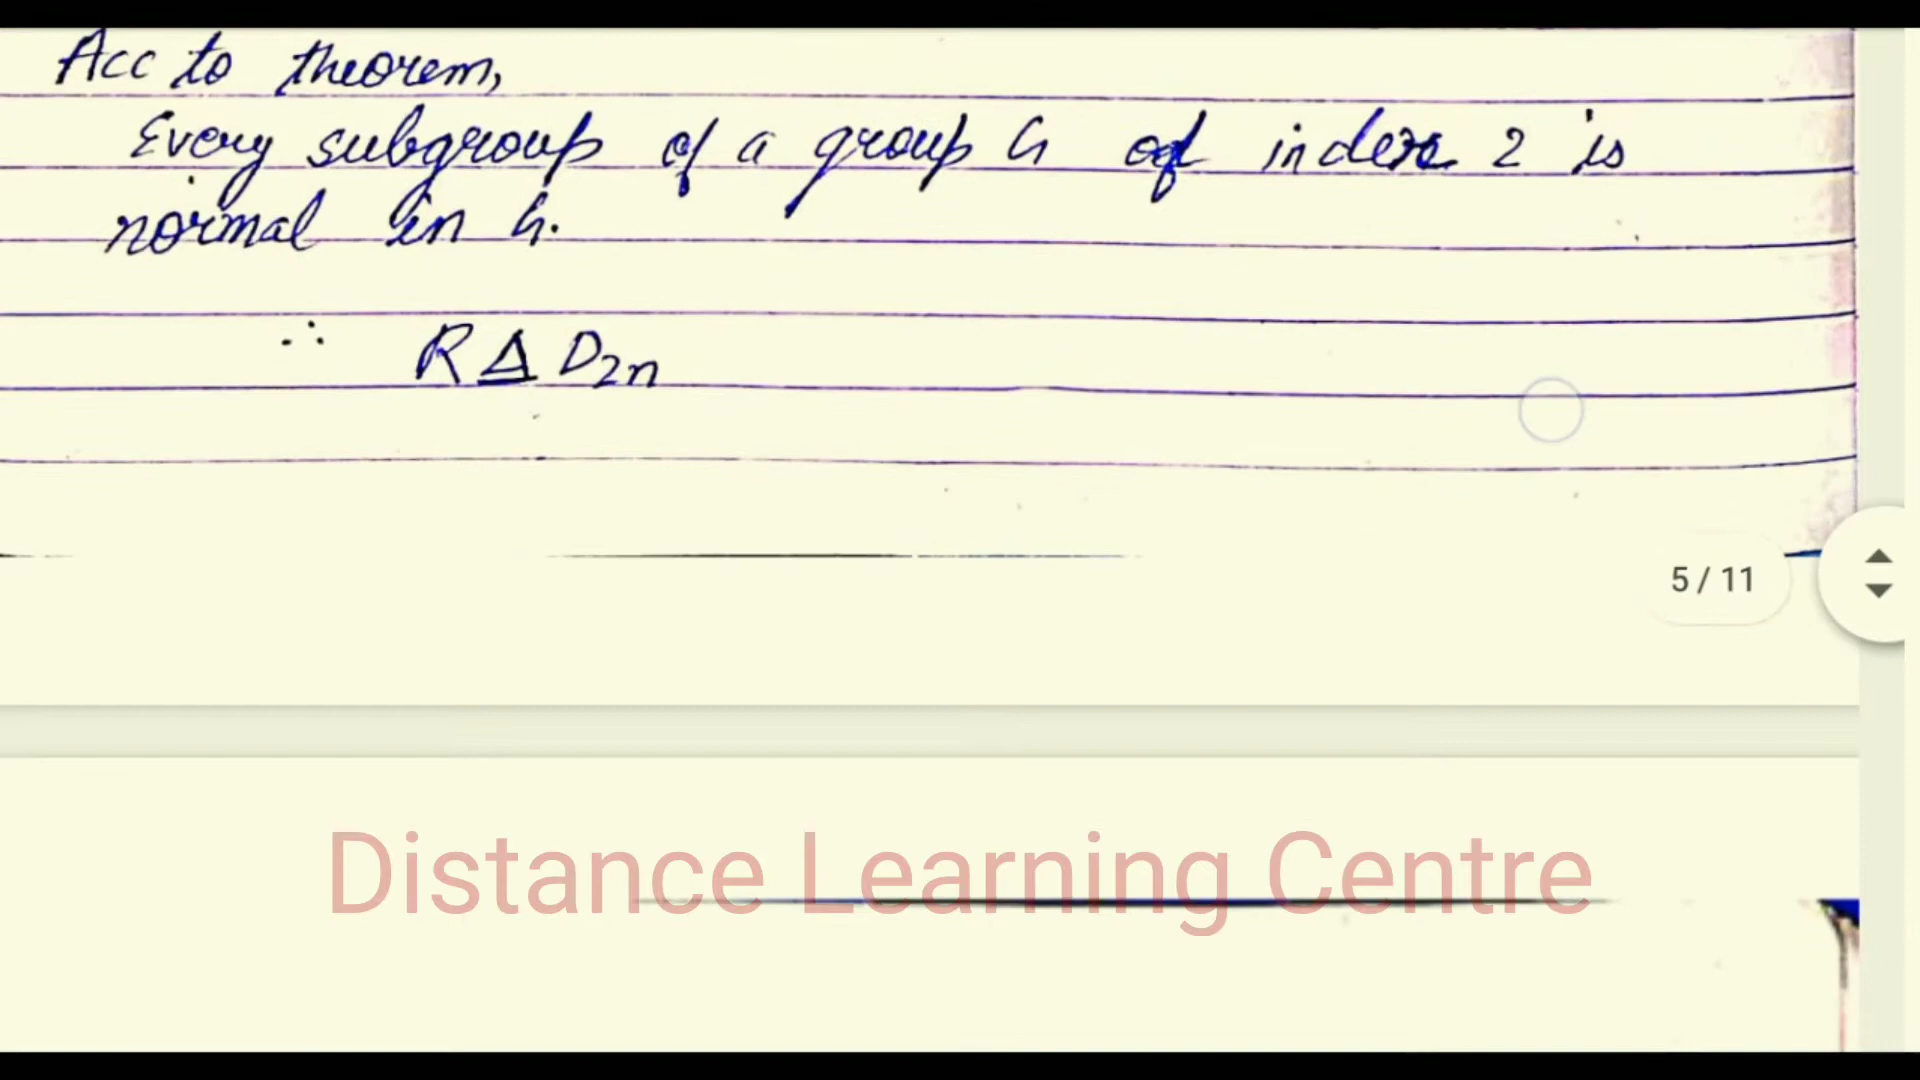 Acc to theorem,
Every subgroup of a group G of index 2 is
normal in G.
∴ R Δ D2n
5 / 11
Distance Learning Centre